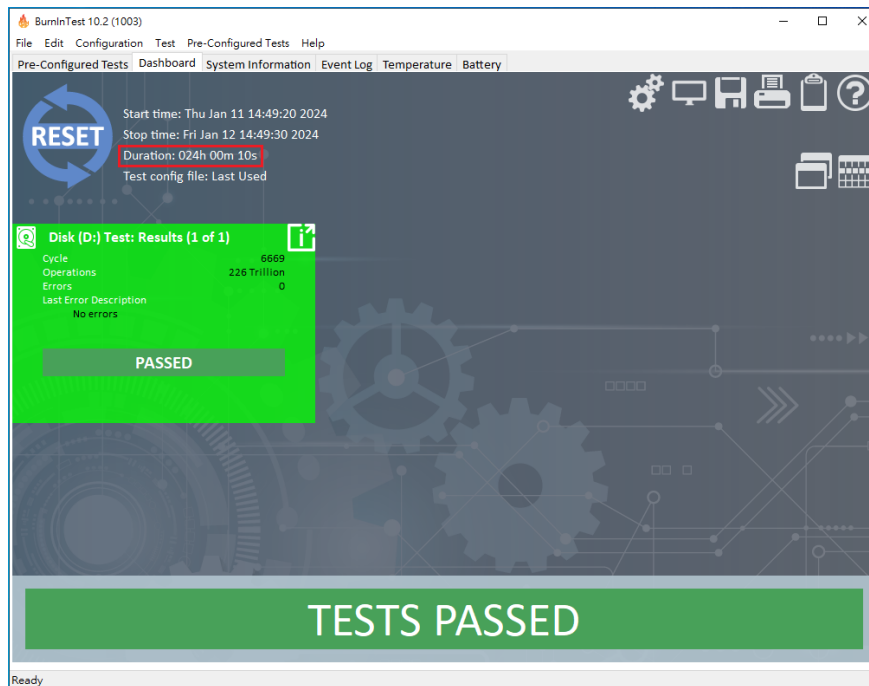 BurnInTest 10.2 (1003)
File Edit Configuration Test Pre-Configured Tests Help
Pre-Configured Tests Dashboard System Information Event Log Temperature Battery
RESET
Start time: Thu Jan 11 14:49:20 2024
Stop time: Fri Jan 12 14:49:30 2024
Duration: 024h 00m 10s
Test config file: Last Used
Disk (D:) Test: Results (1 of 1)
Cycle 6669
Operations 226 Trillion
Errors 0
Last Error Description
No errors
PASSED
TESTS PASSED
Ready